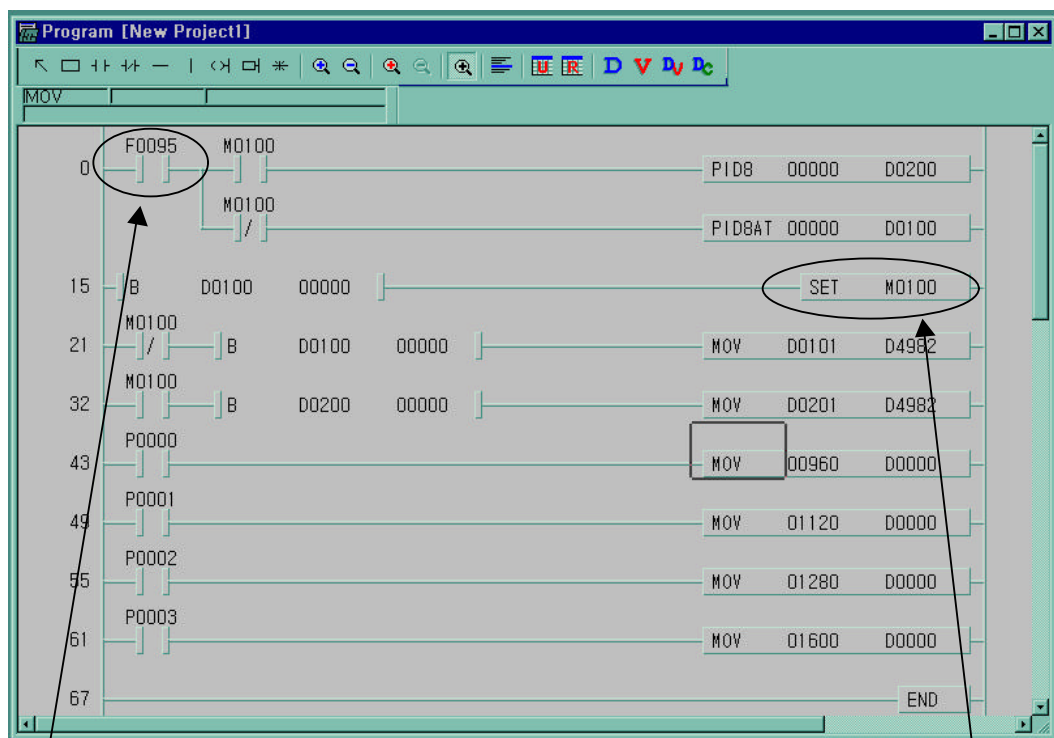 Program [New Project1]
U R D V DV DC
MOV
F0095 M0100
0 PID8 00000 D0200
M0100
PID8AT 00000 D0100
15 B D0100 00000 SET M0100
M0100
21 B D0100 00000 MOV D0101 D4982
M0100
32 B D0200 00000 MOV D0201 D4982
P0000
43 MOV 00960 D0000
P0001
49 MOV 01120 D0000
P0002
55 MOV 01280 D0000
P0003
61 MOV 01600 D0000
67 END